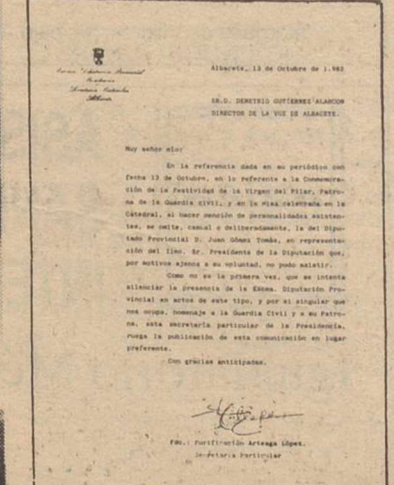 Albacete, 13 de Octubre de 1.982
SR.D. DEMETRIO GUTIERREZ ALARCON
DIRECTOR DE LA VOZ DE ALBACETE.
Muy señor mio:
En la referencia dada en su periódico con
fecha 13 de Octubre, en lo referente a la Conmemora-
ción de la Festividad de la Virgen del Pilar, Patro-
na de la Guardia Civil, y en la misa celebrada en la
Catedral, al hacer mención de personalidades existen-
tes, se omite, casual o deliberadamente, la del Dipu-
tado Provincial D. Juan Gómez Tomás, en representa-
ción del Ilmo. Sr. Presidente de la Diputación que,
por motivos ajenos a su voluntad, no pudo asistir.
Como no es la primera vez, que se intenta
silenciar la presencia de la Excma. Diputación Pro-
vincial en actos de este tipo, y por el singular que
nos ocupa, homenaje a la Guardia Civil y a su Patro-
na, esta secretaría particular de la Presidencia,
ruega la publicación de esta comunicación en lugar
preferente.
Con gracias anticipadas.
Fdo.: Purificación Arteaga López.
Secretaria Particular